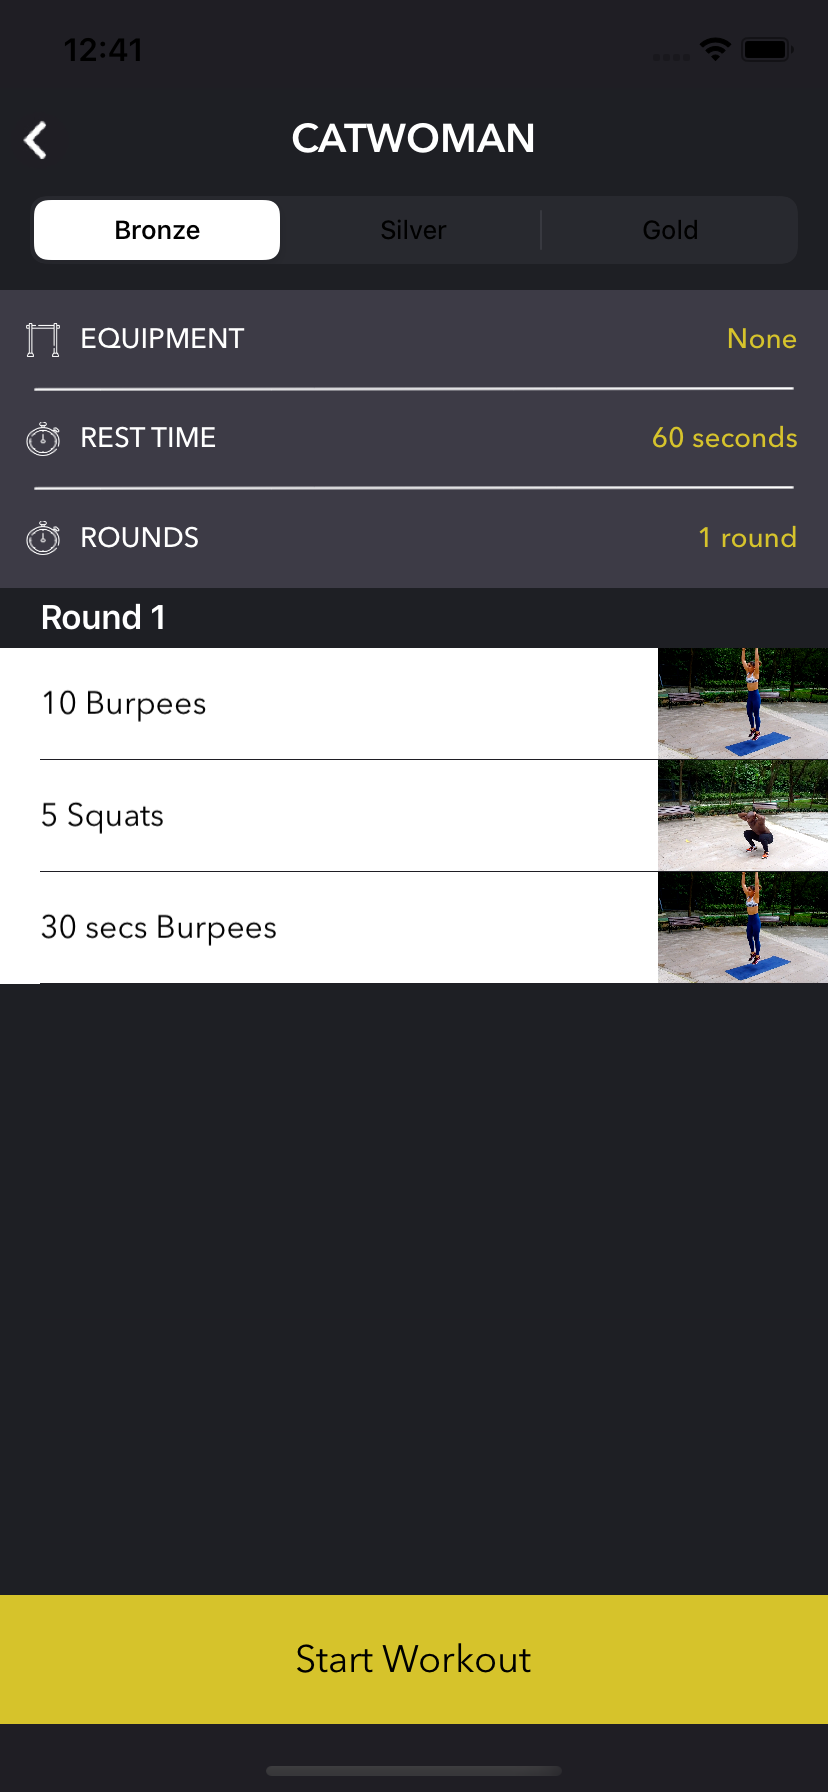 12:41
CATWOMAN
Bronze Silver Gold
EQUIPMENT None
REST TIME 60 seconds
ROUNDS 1 round
Round 1
10 Burpees
5 Squats
30 secs Burpees
Start Workout